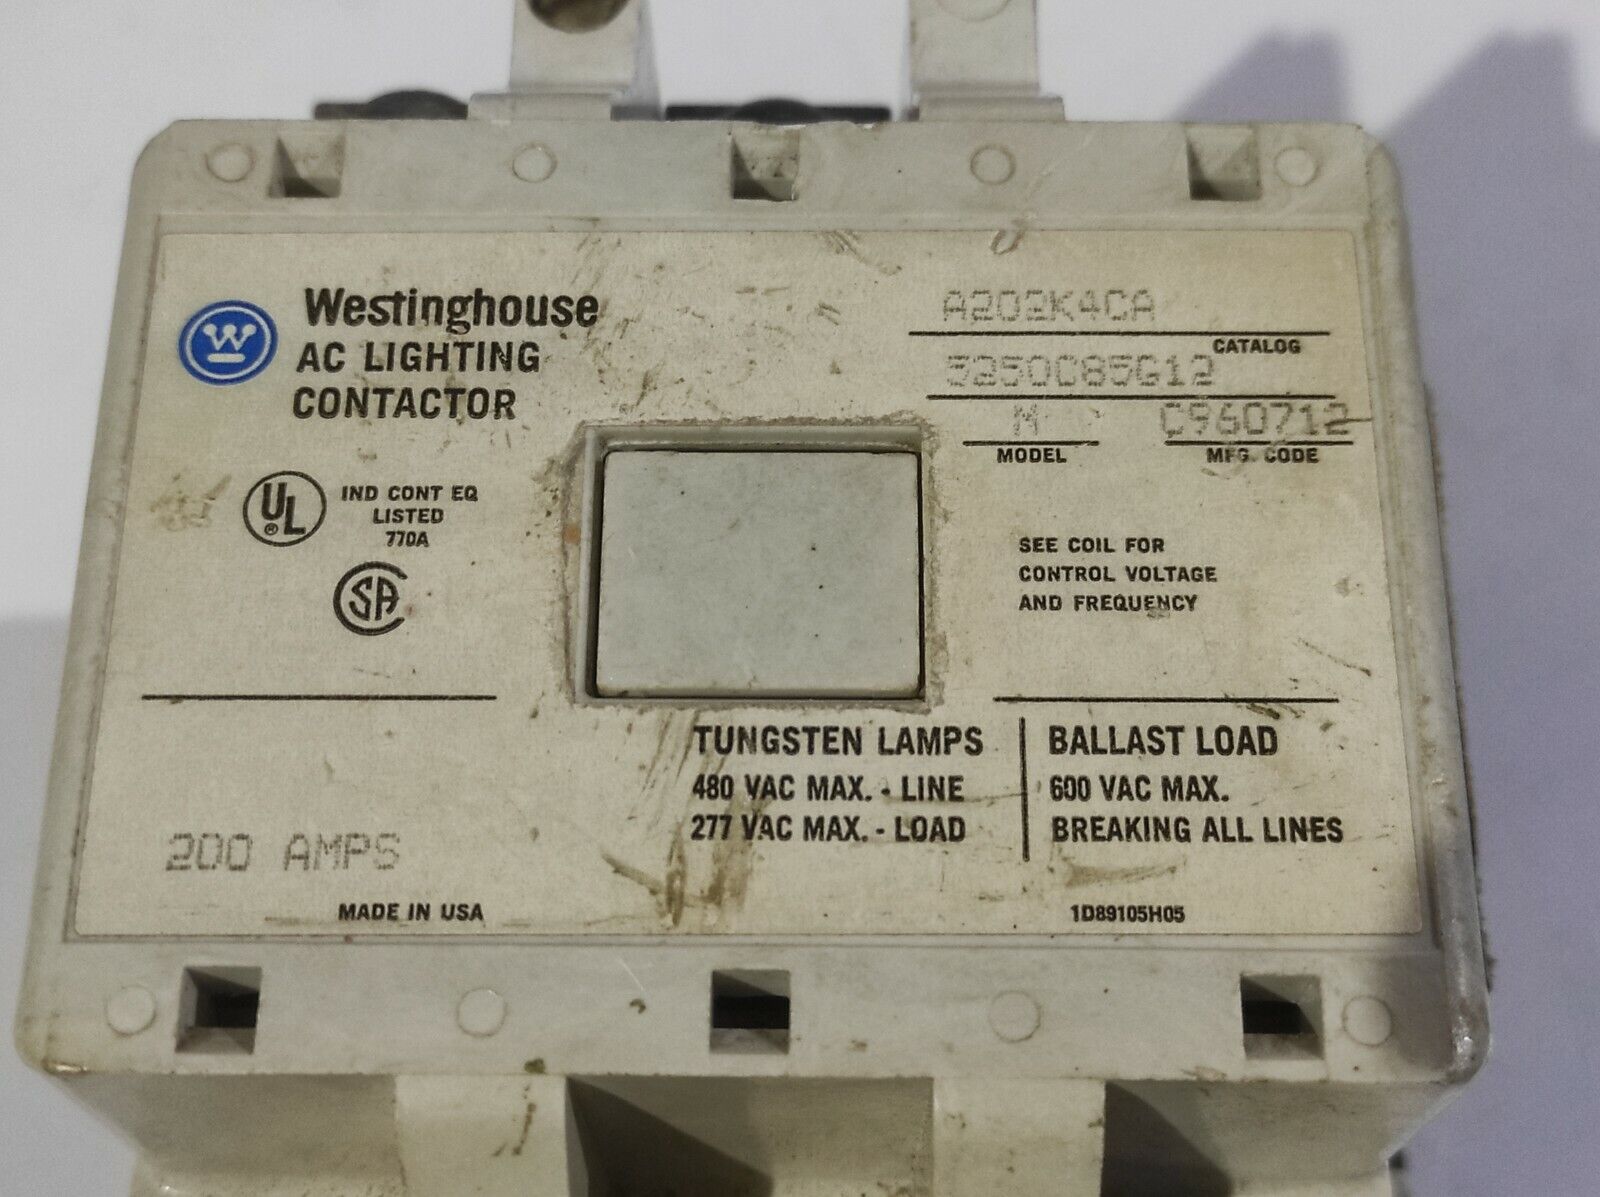 Westinghouse
AC LIGHTING
CONTACTOR
W
A202K4CA
CATALOG
5250C85G12
M
C960712
MODEL
MFG. CODE
UL
®
IND CONT EQ
LISTED
770A
SA
SEE COIL FOR
CONTROL VOLTAGE
AND FREQUENCY
TUNGSTEN LAMPS
480 VAC MAX. - LINE
277 VAC MAX. - LOAD
BALLAST LOAD
600 VAC MAX.
BREAKING ALL LINES
200 AMPS
MADE IN USA
1D89105H05